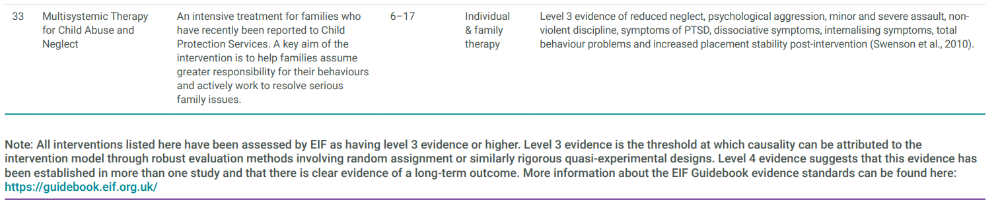 33
Multisystemic Therapy
for Child Abuse and
Neglect
An intensive treatment for families who
have recently been reported to Child
Protection Services. A key aim of the
intervention is to help families assume
greater responsibility for their behaviours
and actively work to resolve serious
family issues.
6–17
Individual
& family
therapy
Level 3 evidence of reduced neglect, psychological aggression, minor and severe assault, non-
violent discipline, symptoms of PTSD, dissociative symptoms, internalising symptoms, total
behaviour problems and increased placement stability post-intervention (Swenson et al., 2010).
Note: All interventions listed here have been assessed by EIF as having level 3 evidence or higher. Level 3 evidence is the threshold at which causality can be attributed to the
intervention model through robust evaluation methods involving random assignment or similarly rigorous quasi-experimental designs. Level 4 evidence suggests that this evidence has
been established in more than one study and that there is clear evidence of a long-term outcome. More information about the EIF Guidebook evidence standards can be found here:
https://guidebook.eif.org.uk/